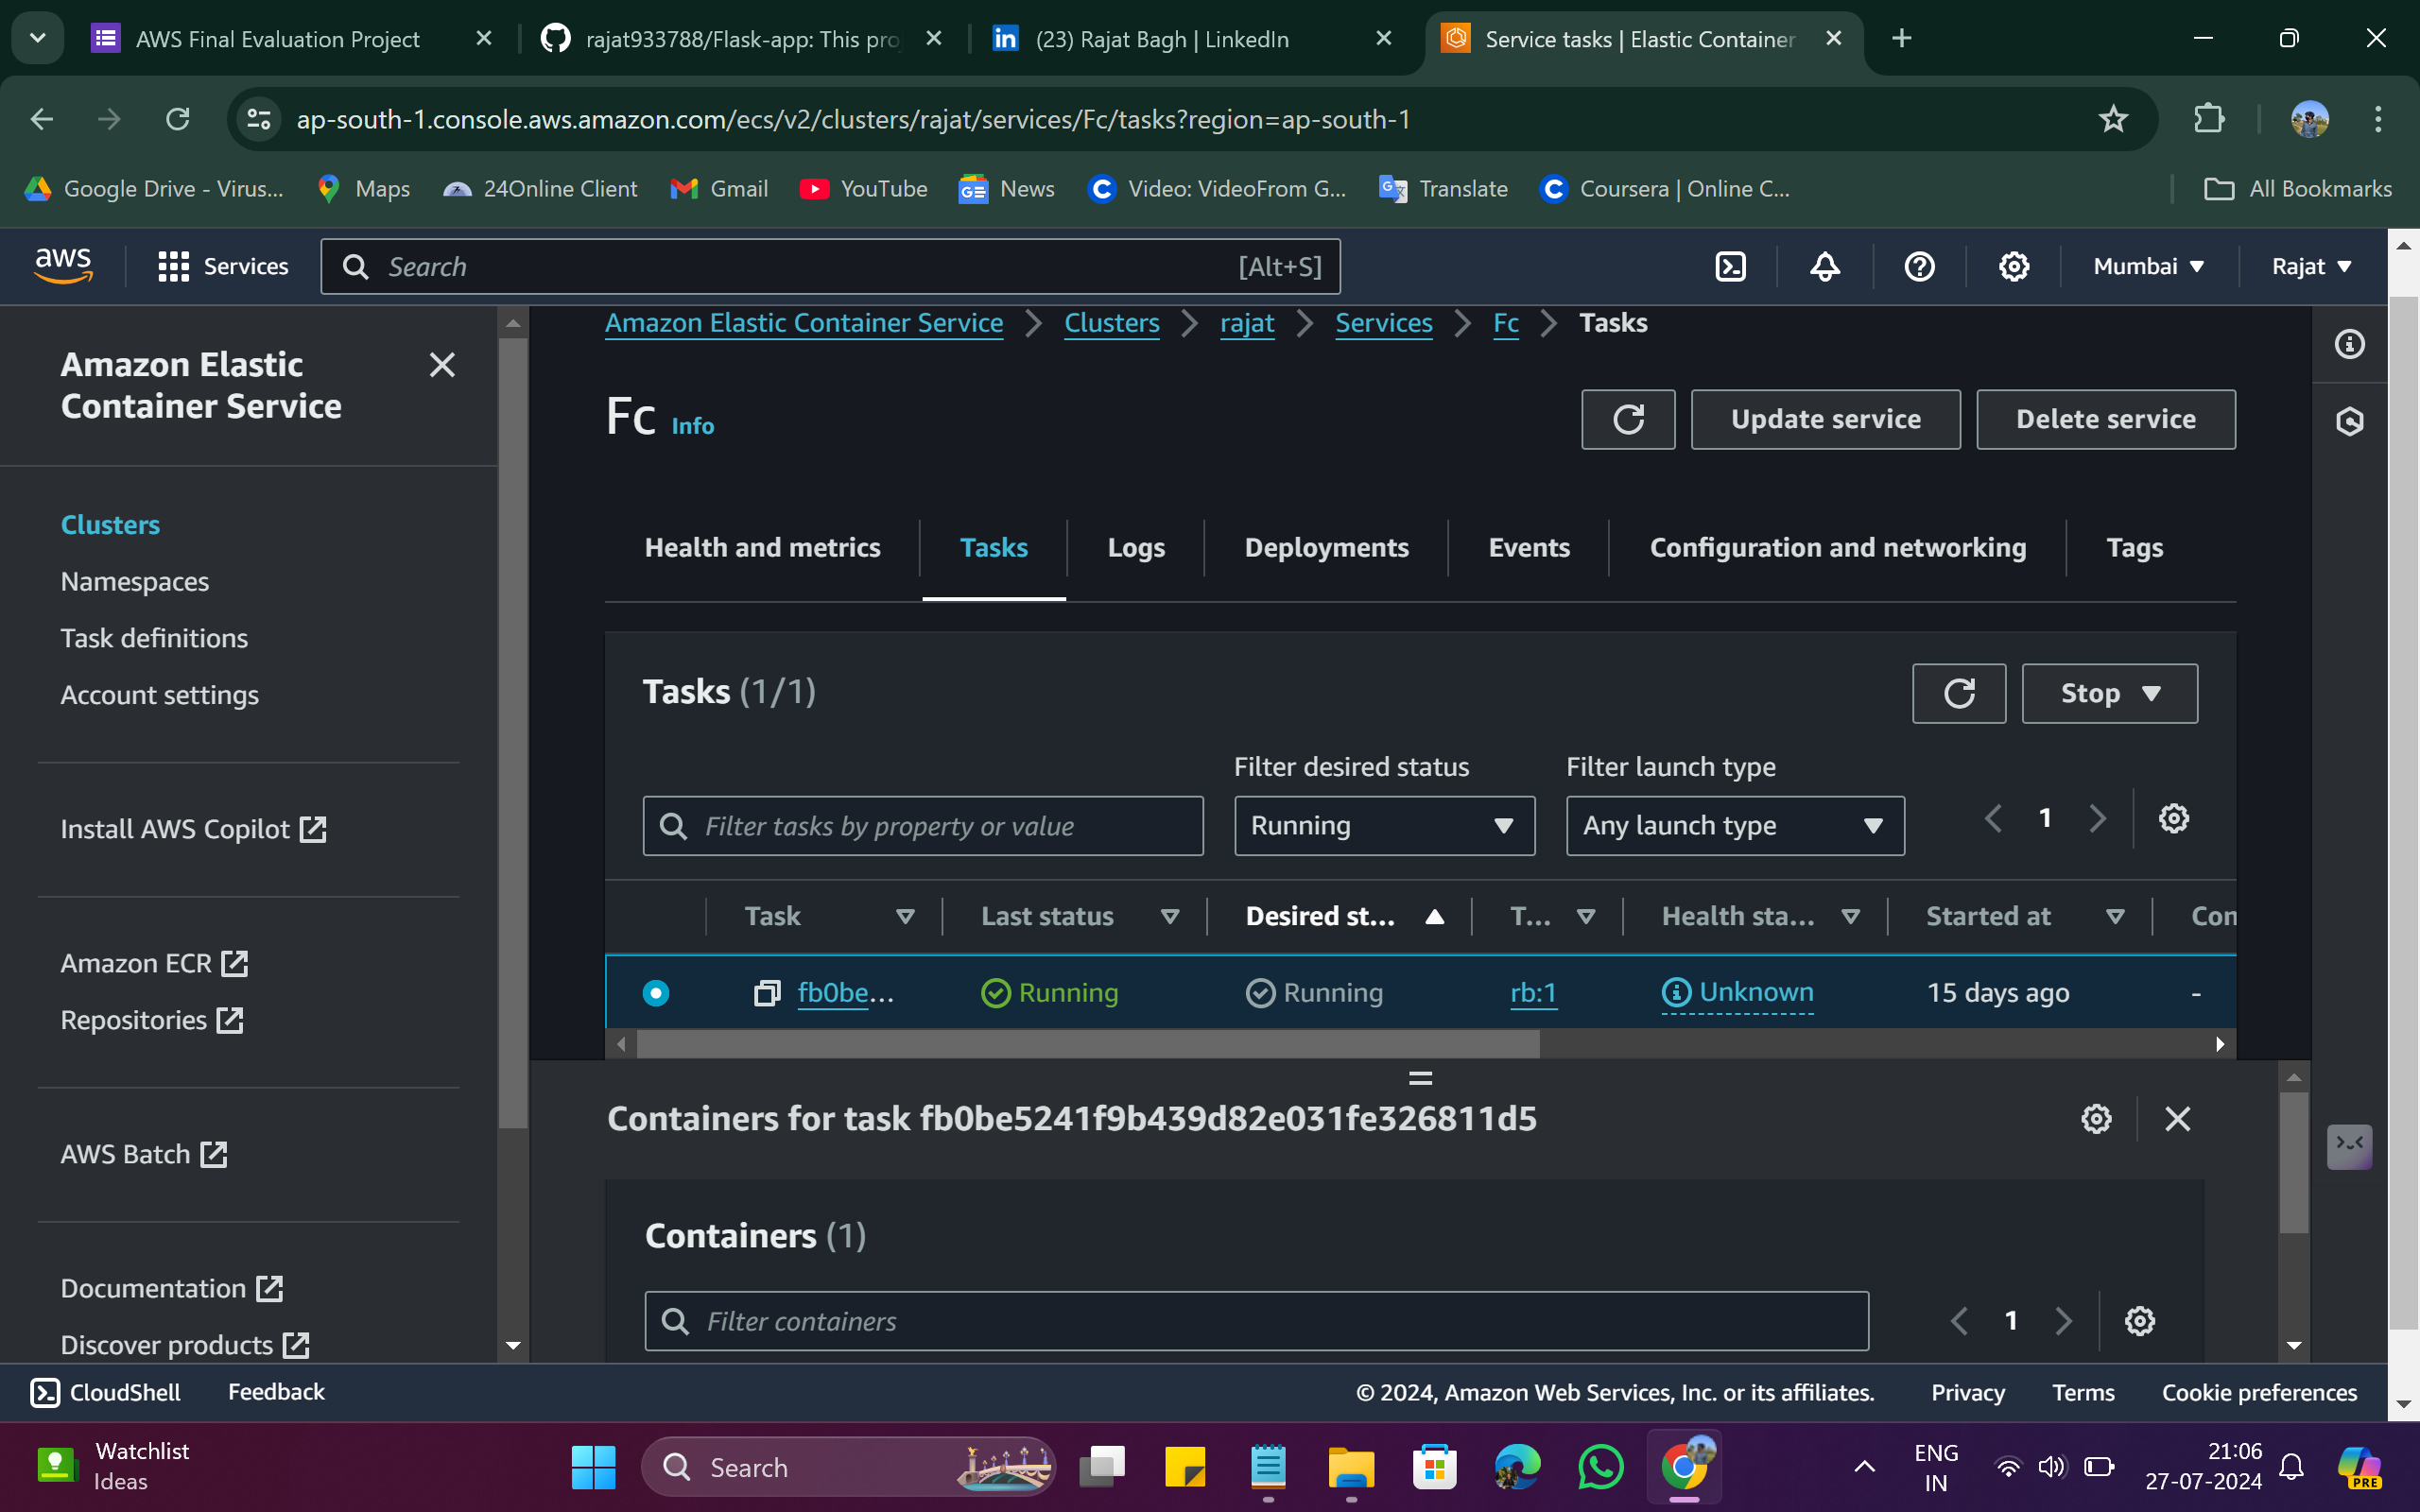 AWS Final Evaluation Project
rajat933788/Flask-app: This pro
(23) Rajat Bagh | LinkedIn
Service tasks | Elastic Container
ap-south-1.console.aws.amazon.com/ecs/v2/clusters/rajat/services/Fc/tasks?region=ap-south-1
Google Drive - Virus... Maps 24Online Client Gmail YouTube News Video: VideoFrom G... Translate Coursera | Online C... All Bookmarks
aws Services Search [Alt+S] Mumbai Rajat
Amazon Elastic Container Service Clusters rajat Services Fc Tasks
Amazon Elastic
Container Service
Clusters
Namespaces
Task definitions
Account settings
Install AWS Copilot
Amazon ECR
Repositories
AWS Batch
Documentation
Discover products
Fc Info
Update service Delete service
Health and metrics Tasks Logs Deployments Events Configuration and networking Tags
Tasks (1/1)
Stop
Filter desired status Filter launch type
Filter tasks by property or value Running Any launch type 1
Task Last status Desired st... T... Health sta... Started at Con
fb0be... Running Running rb:1 Unknown 15 days ago -
Containers for task fb0be5241f9b439d82e031fe326811d5
Containers (1)
Filter containers 1
CloudShell Feedback © 2024, Amazon Web Services, Inc. or its affiliates. Privacy Terms Cookie preferences
Watchlist
Ideas
Search
ENG
IN
21:06
27-07-2024
PRE